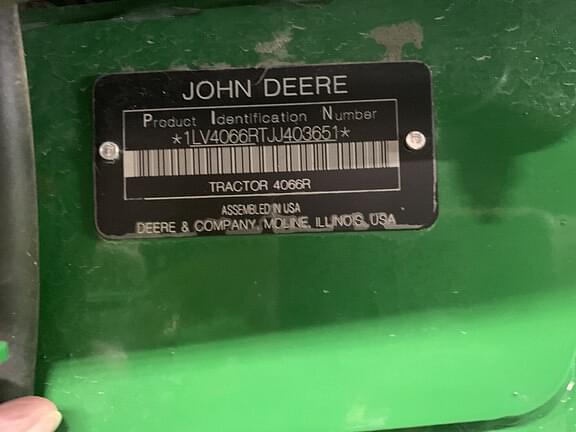 JOHN DEERE
Product Identification Number
*1LV4066RTJJ403651*
TRACTOR 4066R
ASSEMBLED IN USA
DEERE & COMPANY, MOLINE, ILLINOIS, USA